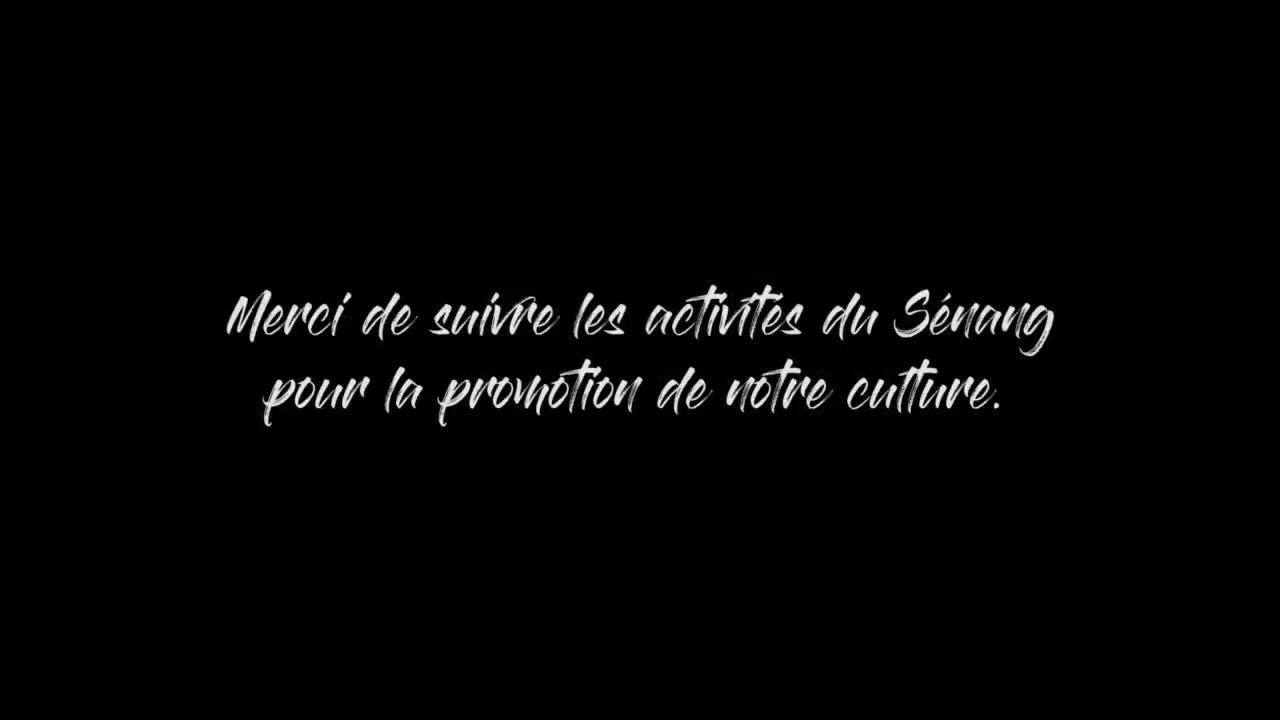 Merci de suivre les activités du Sénang
pour la promotion de notre culture.